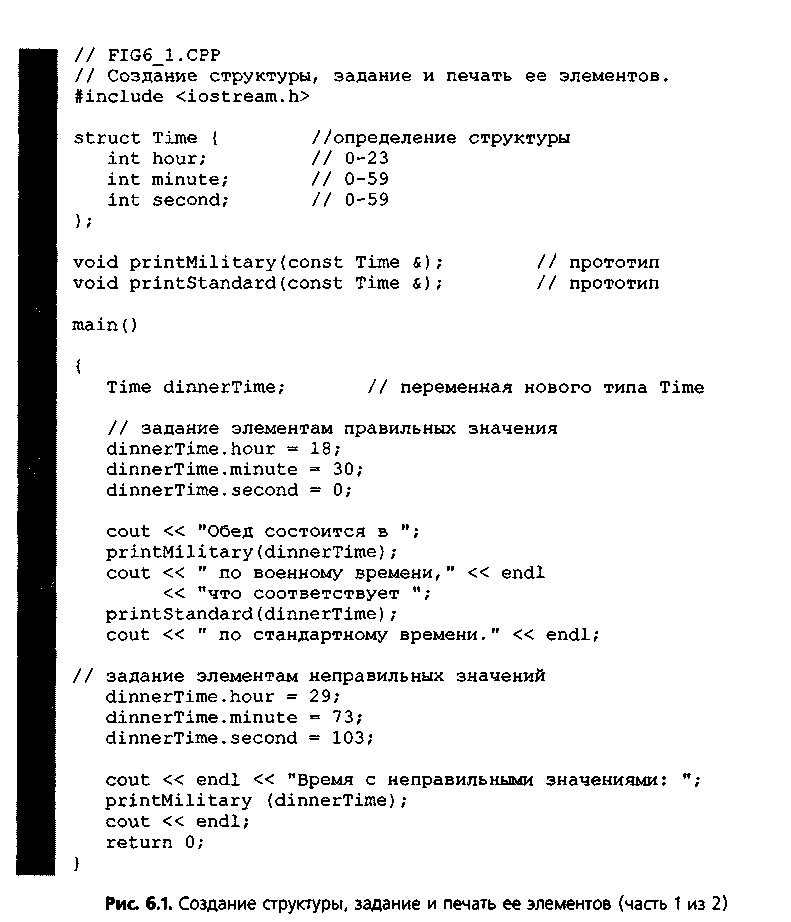 // FIG6_1.CPP
// Создание структуры, задание и печать ее элементов.
#include <iostream.h>
struct Time { //определение структуры
int hour; // 0-23
int minute; // 0-59
int second; // 0-59
};
void printMilitary(const Time &); // прототип
void printStandard(const Time &); // прототип
main()
{
Time dinnerTime; // переменная нового типа Time
// задание элементам правильных значения
dinnerTime.hour = 18;
dinnerTime.minute = 30;
dinnerTime.second = 0;
cout << "Обед состоится в ";
printMilitary(dinnerTime);
cout << " по военному времени," << endl
<< "что соответствует ";
printStandard(dinnerTime);
cout << " по стандартному времени." << endl;
// задание элементам неправильных значений
dinnerTime.hour = 29;
dinnerTime.minute = 73;
dinnerTime.second = 103;
cout << endl << "Время с неправильными значениями: ";
printMilitary (dinnerTime);
cout << endl;
return 0;
}
Рис. 6.1. Создание структуры, задание и печать ее элементов (часть 1 из 2)